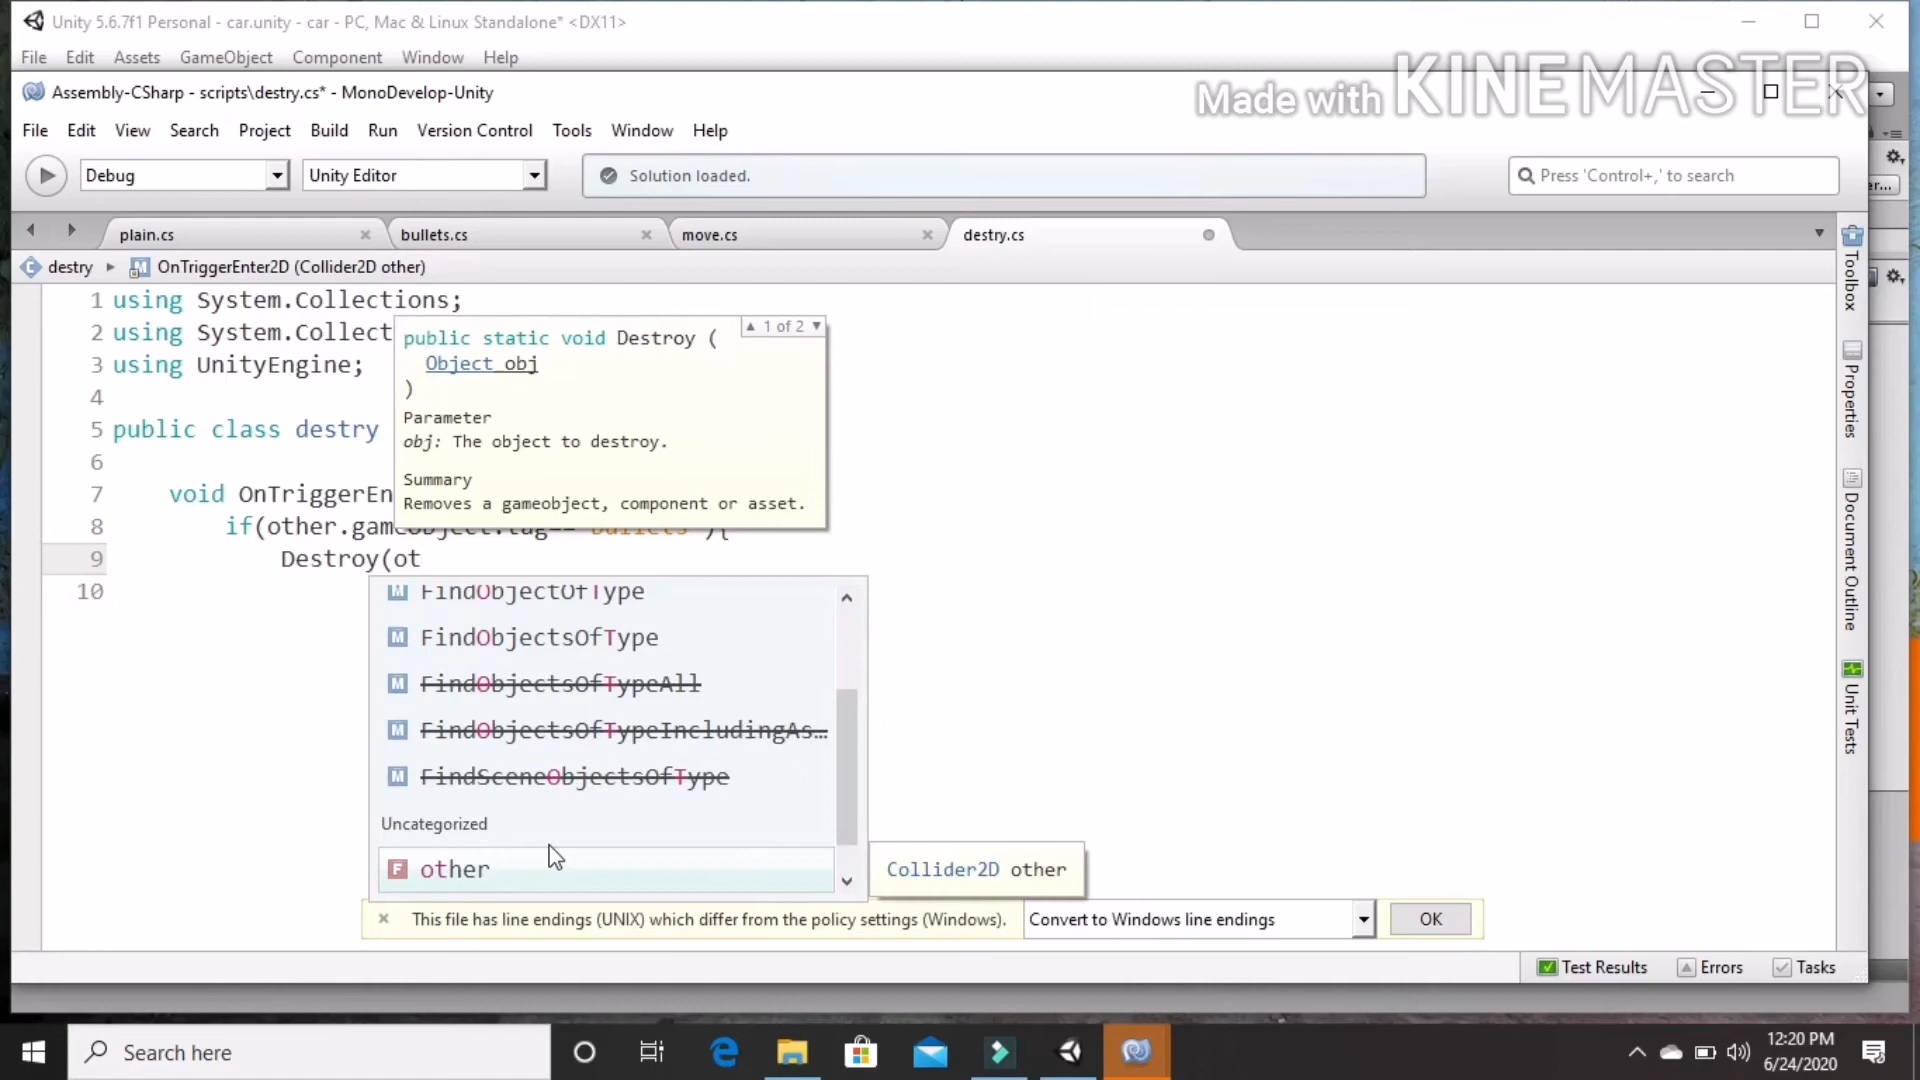 Unity 5.6.7f1 Personal - car.unity - car - PC, Mac & Linux Standalone* <DX11>
File Edit Assets GameObject Component Window Help
Made with KINEMASTER
Assembly-CSharp - scripts\destry.cs* - MonoDevelop-Unity
File Edit View Search Project Build Run Version Control Tools Window Help
Debug Unity Editor Solution loaded. Press 'Control+,' to search
er...
plain.cs bullets.cs move.cs destry.cs
destry OnTriggerEnter2D (Collider2D other)
Toolbox
Properties
Document Outline
Unit Tests
1 using System.Collections;
2 using System.Collect
3 using UnityEngine;
4
5 public class destry
6
7 void OnTriggerEn
8 if(other.gameObject.tag=="bullets"){
9 Destroy(ot
10
1 of 2
public static void Destroy (
Object obj
)
Parameter
obj: The object to destroy.
Summary
Removes a gameobject, component or asset.
FindObjectOfType
FindObjectsOfType
FindObjectsOfTypeAll
FindObjectsOfTypeIncludingAs...
FindSceneObjectsOfType
Uncategorized
other
Collider2D other
This file has line endings (UNIX) which differ from the policy settings (Windows). Convert to Windows line endings OK
Test Results Errors Tasks
Search here
12:20 PM
6/24/2020